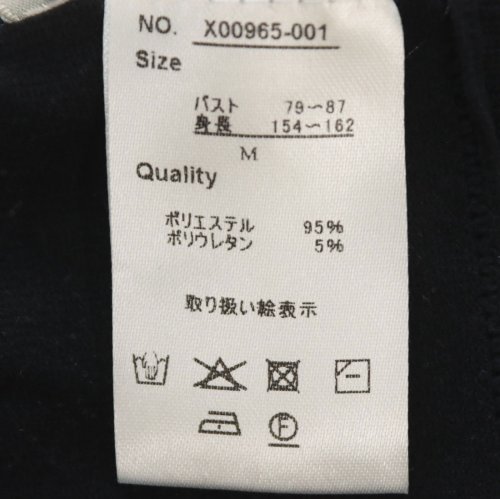 NO. X00965-001
Size
バスト 79〜87
身長 154〜162
M
Quality
ポリエステル 95%
ポリウレタン 5%
取り扱い絵表示
F